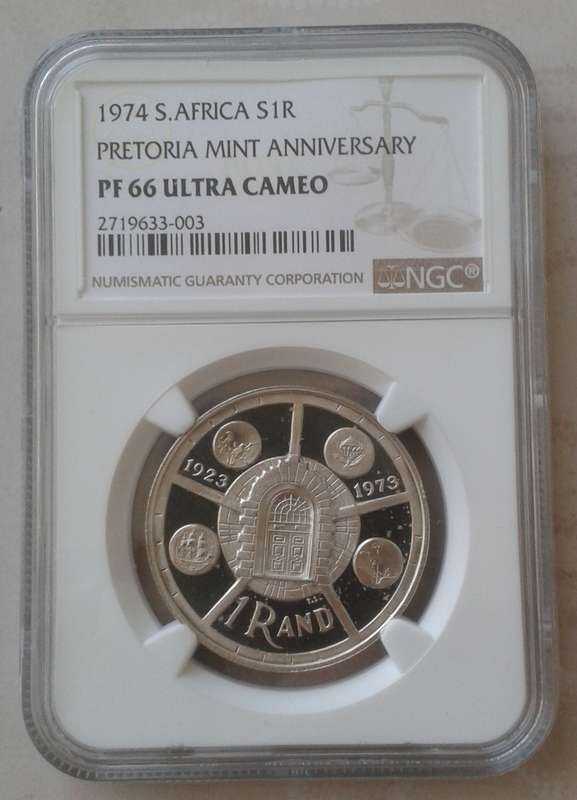 1974 S.AFRICA S1R
PRETORIA MINT ANNIVERSARY
PF 66 ULTRA CAMEO
2719633-003
NUMISMATIC GUARANTY CORPORATION
NGC®
1923
1973
1 RAND